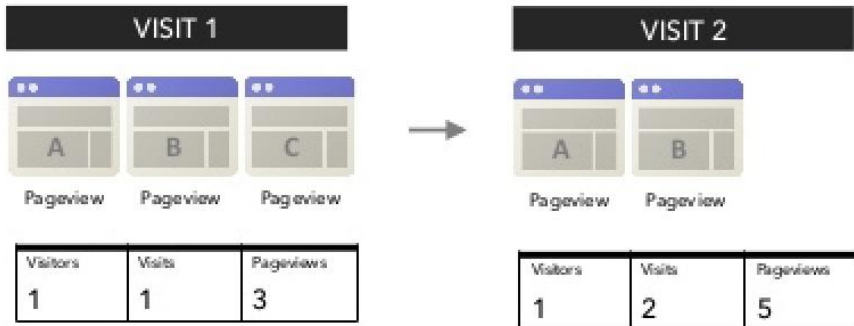 VISIT 1
A B C
Pageview Pageview Pageview
Visitors Visits Pageviews
1 1 3
VISIT 2
A B
Pageview Pageview
Visitors Visits Pageviews
1 2 5